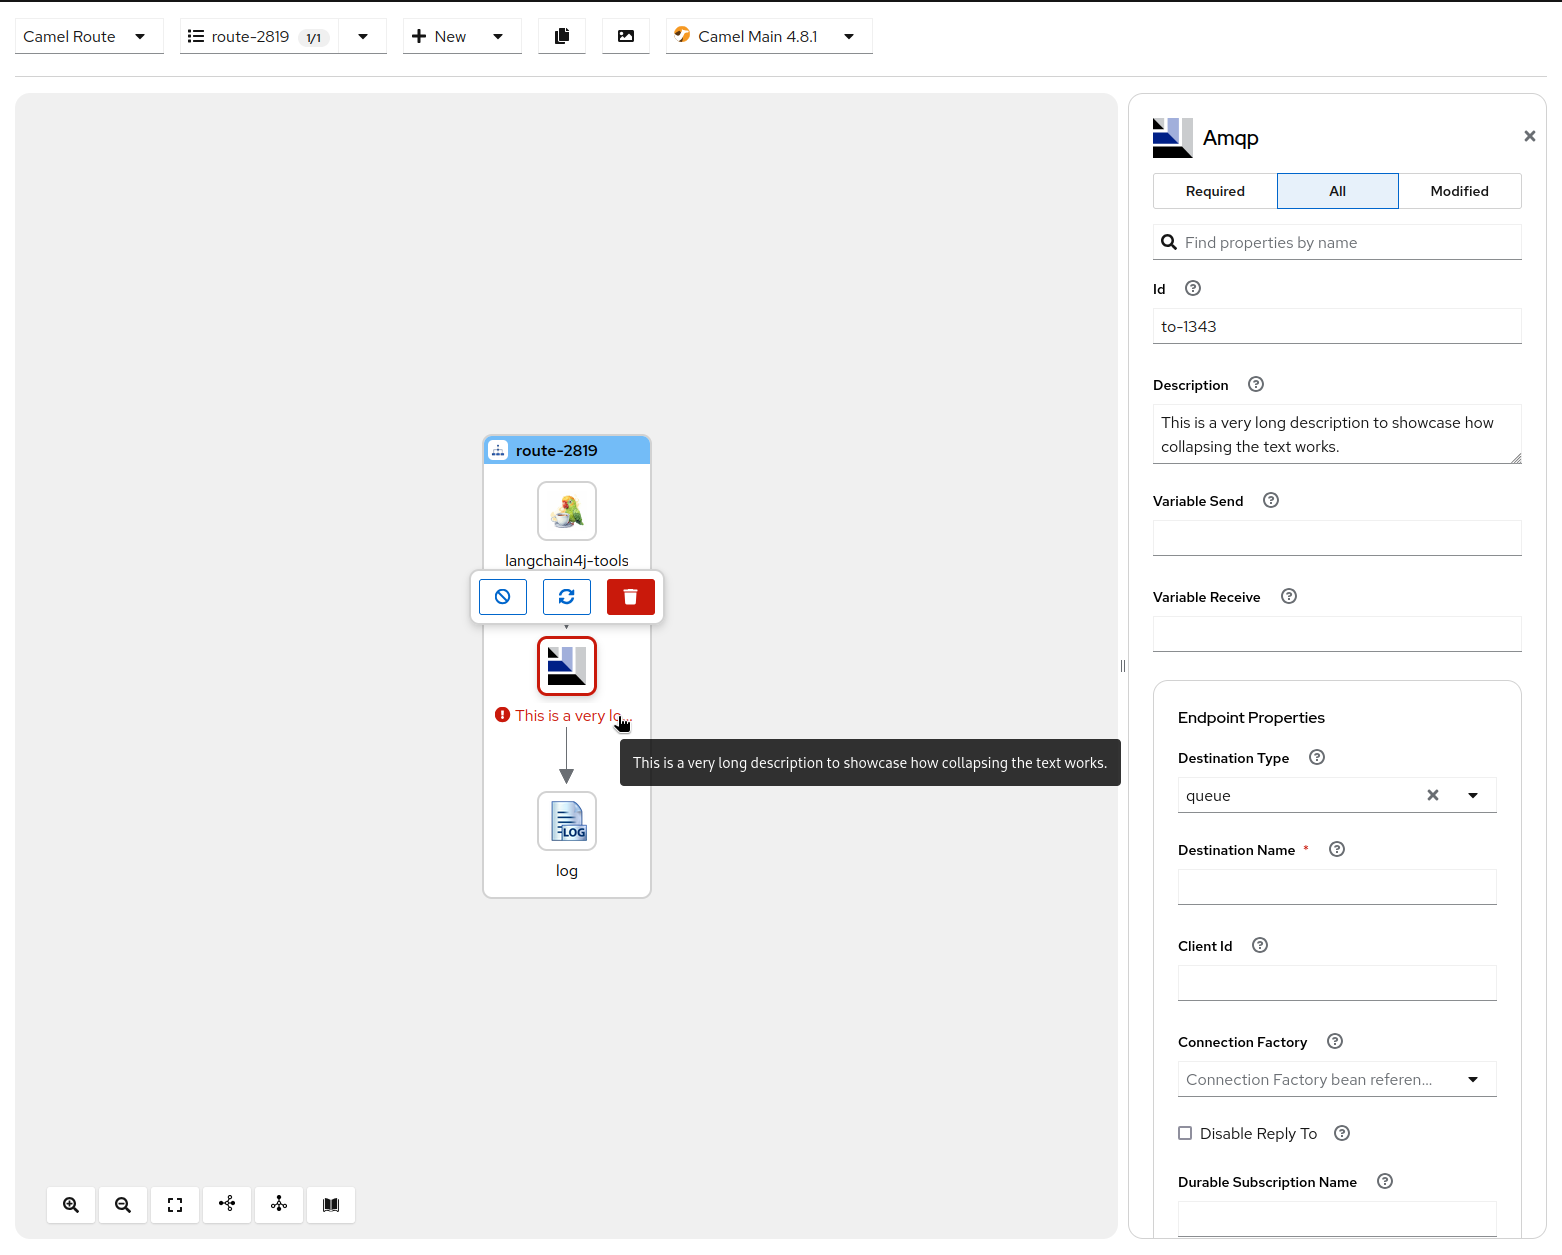 Camel Route
route-2819 1/1
New
Camel Main 4.8.1
route-2819
langchain4j-tools
This is a very lo...
This is a very long description to showcase how collapsing the text works.
LOG
log
Amqp
Required All Modified
Find properties by name
Id
to-1343
Description
This is a very long description to showcase how
collapsing the text works.
Variable Send
Variable Receive
Endpoint Properties
Destination Type
queue
Destination Name *
Client Id
Connection Factory
Connection Factory bean referen...
Disable Reply To
Durable Subscription Name